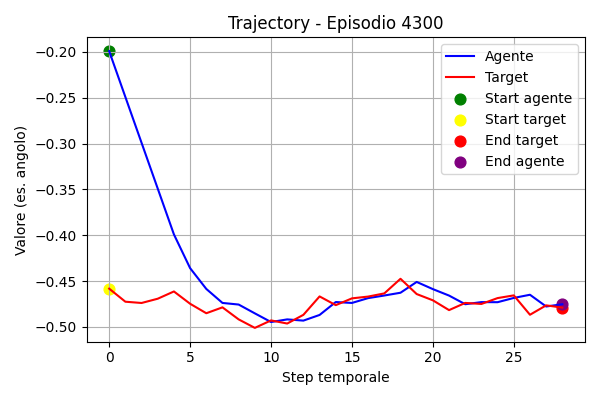 Trajectory - Episodio 4300
Valore (es. angolo)
−0.20
−0.25
−0.30
−0.35
−0.40
−0.45
−0.50
Agente
Target
Start agente
Start target
End target
End agente
0 5 10 15 20 25
Step temporale